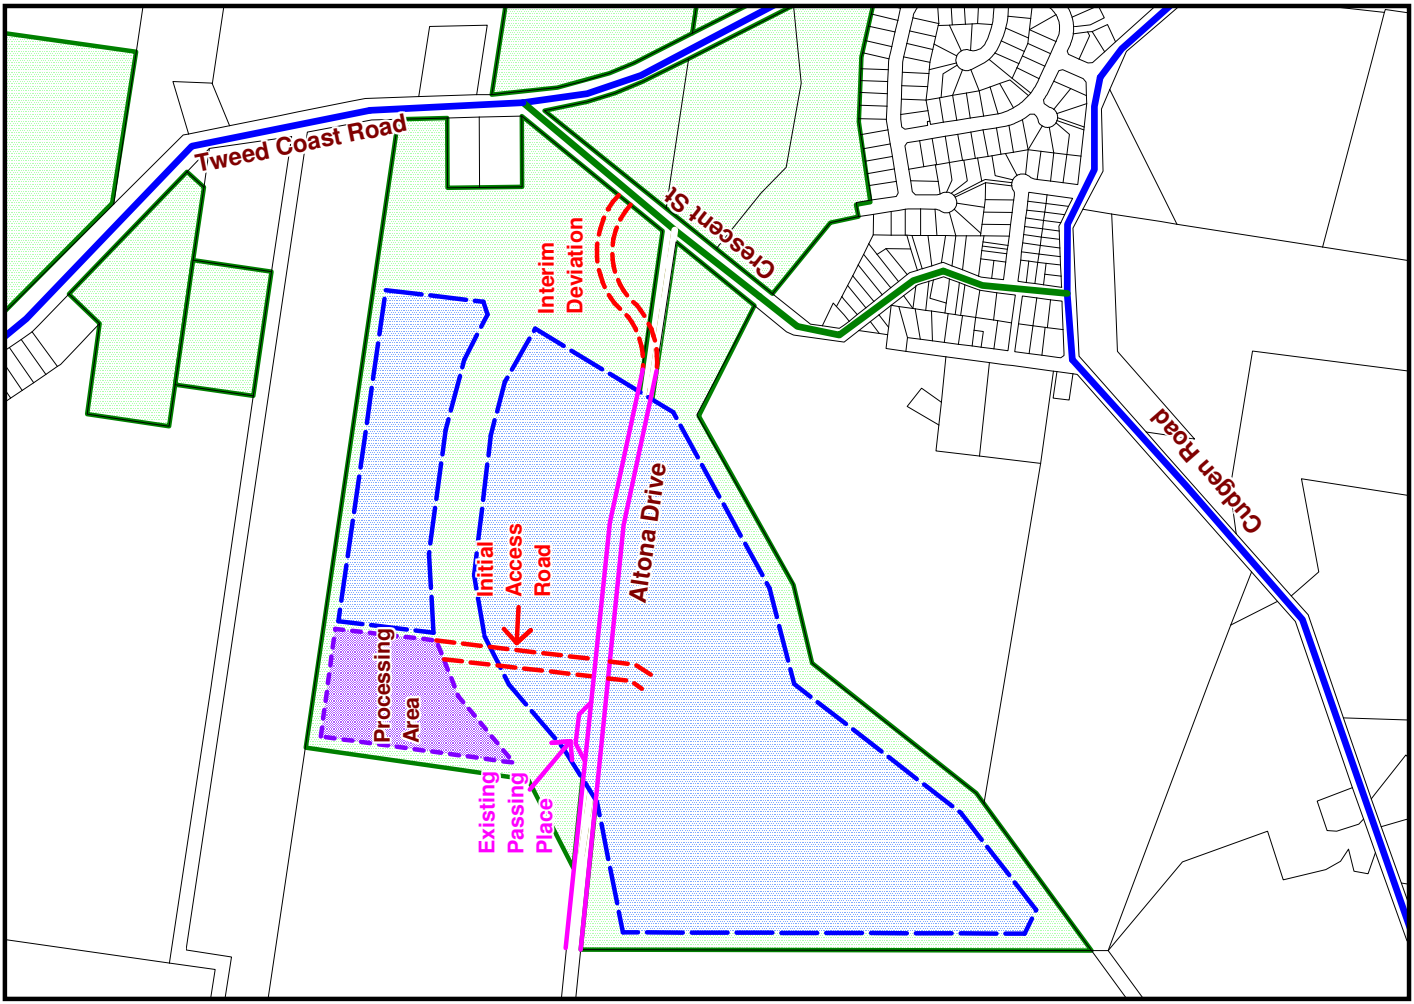 Tweed Coast Road
Crescent St
Interim
Deviation
Cudgen Road
Altona Drive
Initial
Access
Road
Processing
Area
Existing
Passing
Place